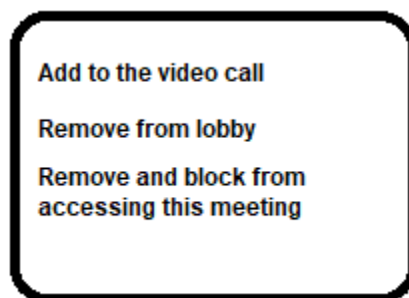 Add to the video call
Remove from lobby
Remove and block from
accessing this meeting